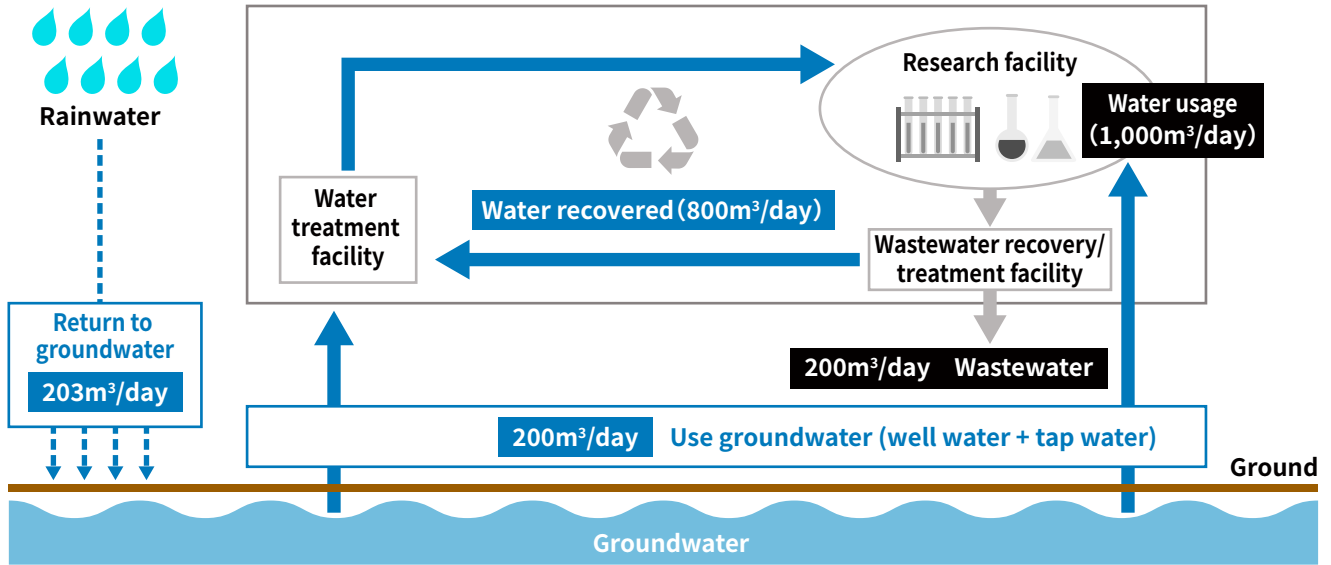 Rainwater
Return to
groundwater
203m³/day
Research facility
Water usage
(1,000m³/day)
Water
treatment
facility
Water recovered(800m³/day)
Wastewater recovery/
treatment facility
200m³/day Wastewater
200m³/day Use groundwater (well water + tap water)
Ground
Groundwater